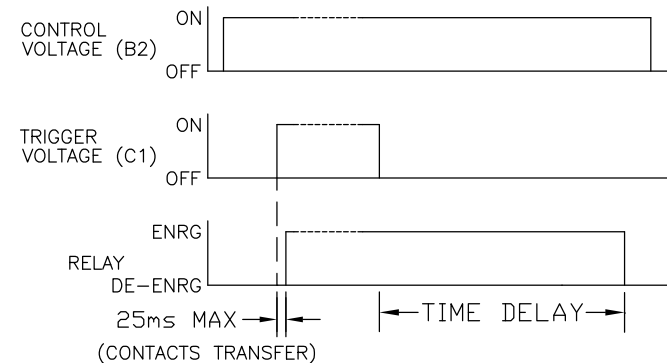 CONTROL
VOLTAGE (B2)
ON
OFF
TRIGGER
VOLTAGE (C1)
ON
OFF
RELAY
ENRG
DE-ENRG
25ms MAX
(CONTACTS TRANSFER)
TIME DELAY